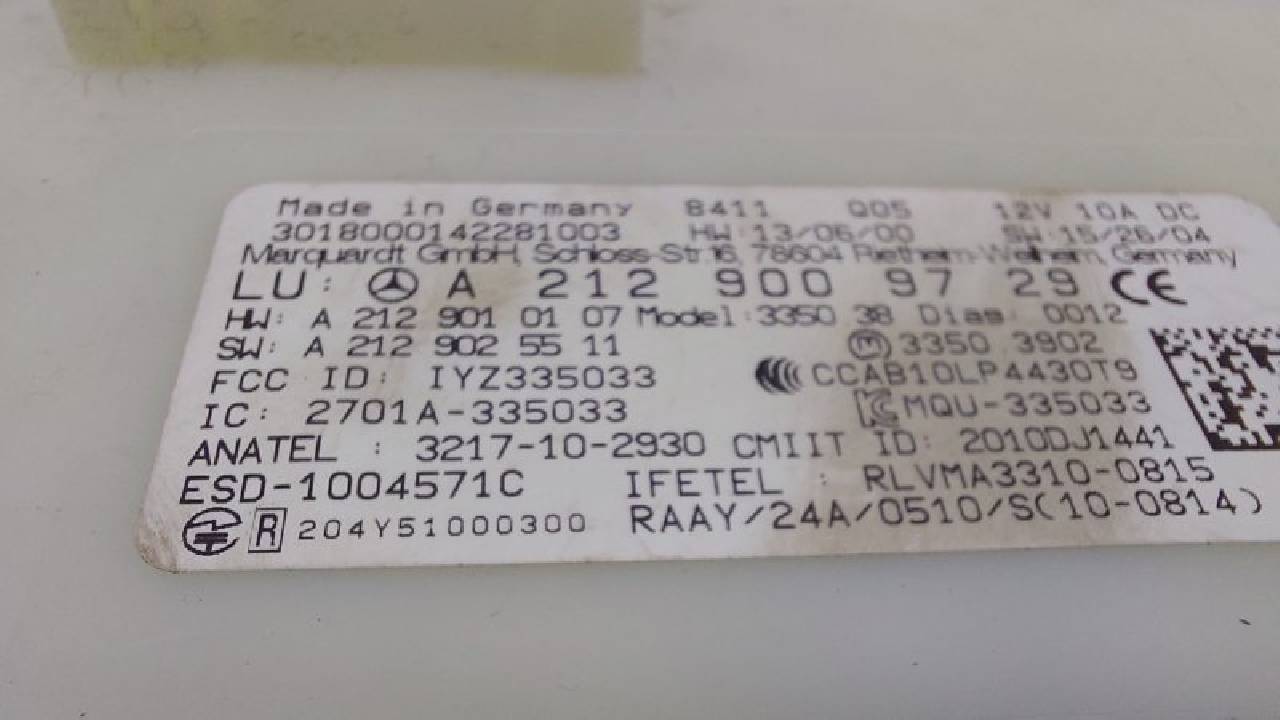 Made in Germany 8411 Q05 12V 10A DC
3018000142281003 HW:13/06/00 SW:15/26/04
Marquardt GmbH, Schloss-Str.16, 78604 Rietheim-Weilheim, Germany
LU: A 212 900 97 29 CE
HW: A 212 901 01 07 Model:3350 38 Diag: 0012
SW: A 212 902 55 11 3350 3902
FCC ID: IYZ335033 CCAB10LP4430T9
IC: 2701A-335033 MQU-335033
ANATEL : 3217-10-2930 CMIIT ID: 2010DJ1441
ESD-1004571C IFETEL : RLVMA3310-0815
R 204Y51000300 RAAY/24A/0510/S(10-0814)